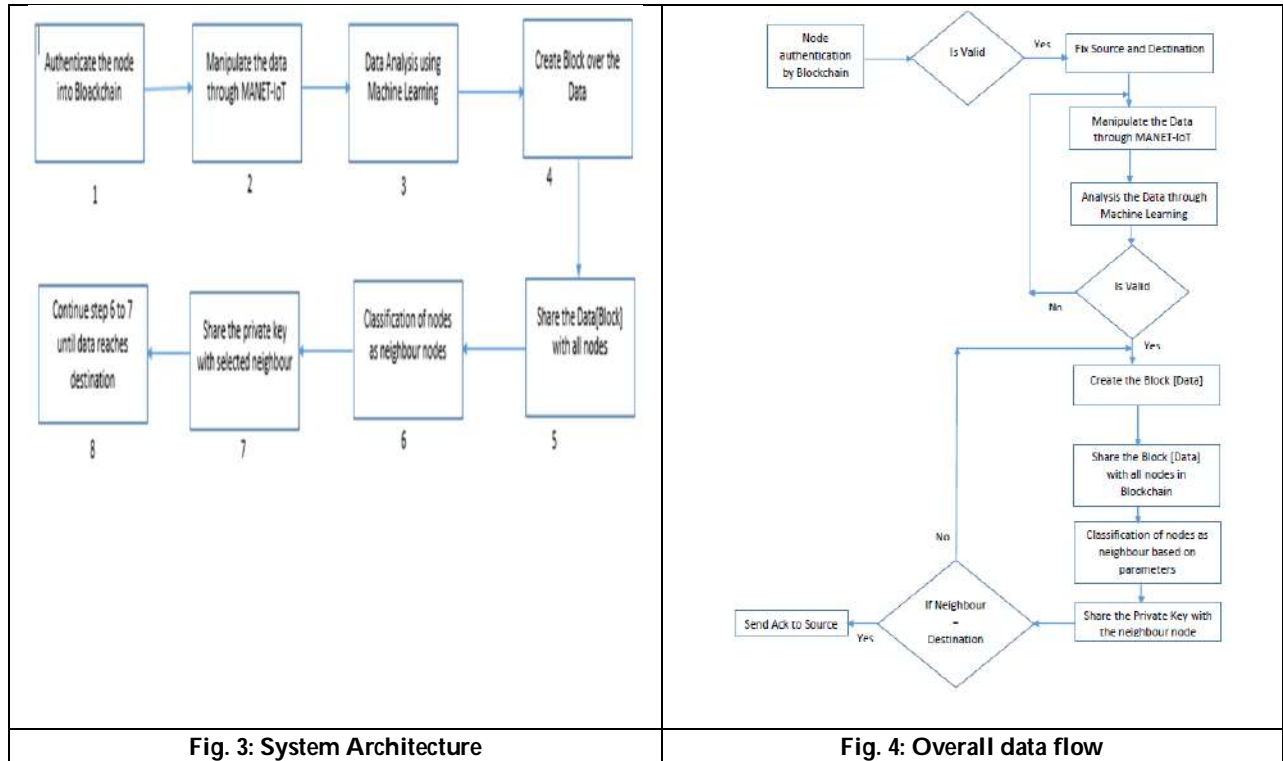 Authenticate the node
into Bloackchain
1
Manipulate the data
through MANET-IoT
2
Data Analysis using
Machine Learning
3
Create Block over the
Data
4
Share the Data[Block]
with all nodes
5
Classification of nodes
as neighbour nodes
6
Share the private key
with selected neighbour
7
Continue step 6 to 7
until data reaches
destination
8
Fig. 3: System Architecture
Node
authentication
by Blockchain
Is Valid
Yes
Fix Source and Destination
Manipulate the Data
through MANET-IoT
Analysis the Data through
Machine Learning
Is Valid
No
Yes
Create the Block [Data]
Share the Block [Data]
with all nodes in
Blockchain
Classification of nodes as
neighbour based on
parameters
Share the Private Key with
the neighbour node
If Neighbour
=
Destination
No
Yes
Send Ack to Source
Fig. 4: Overall data flow